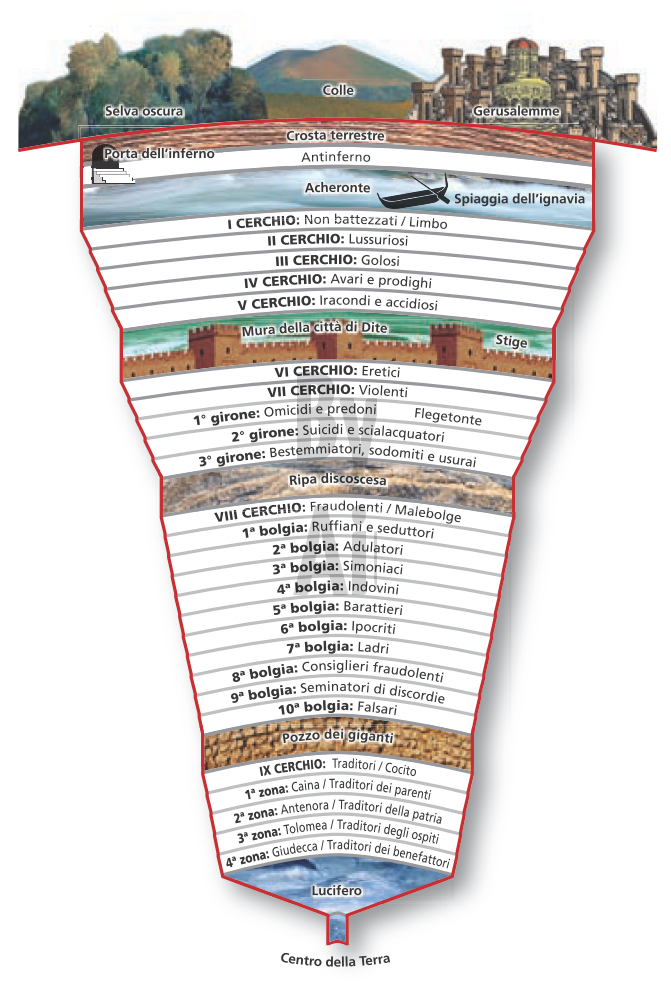 Colle
Selva oscura
Gerusalemme
Crosta terrestre
Porta dell'inferno
Antinferno
Acheronte
Spiaggia dell'ignavia
I CERCHIO: Non battezzati / Limbo
II CERCHIO: Lussuriosi
III CERCHIO: Golosi
IV CERCHIO: Avari e prodighi
V CERCHIO: Iracondi e accidiosi
Mura della città di Dite
Stige
VI CERCHIO: Eretici
VII CERCHIO: Violenti
1° girone: Omicidi e predoni
Flegetonte
2° girone: Suicidi e scialacquatori
3° girone: Bestemmiatori, sodomiti e usurai
Ripa discoscesa
VIII CERCHIO: Fraudolenti / Malebolge
1ª bolgia: Ruffiani e seduttori
2ª bolgia: Adulatori
3ª bolgia: Simoniaci
4ª bolgia: Indovini
5ª bolgia: Barattieri
6ª bolgia: Ipocriti
7ª bolgia: Ladri
8ª bolgia: Consiglieri fraudolenti
9ª bolgia: Seminatori di discordie
10ª bolgia: Falsari
Pozzo dei giganti
IX CERCHIO: Traditori / Cocito
1ª zona: Caina / Traditori dei parenti
2ª zona: Antenora / Traditori della patria
3ª zona: Tolomea / Traditori degli ospiti
4ª zona: Giudecca / Traditori dei benefattori
Lucifero
Centro della Terra